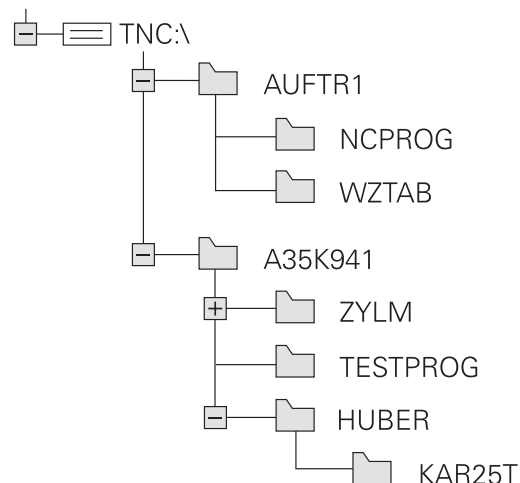 TNC:\
AUFTR1
NCPROG
WZTAB
A35K941
ZYLM
TESTPROG
HUBER
KAR25T